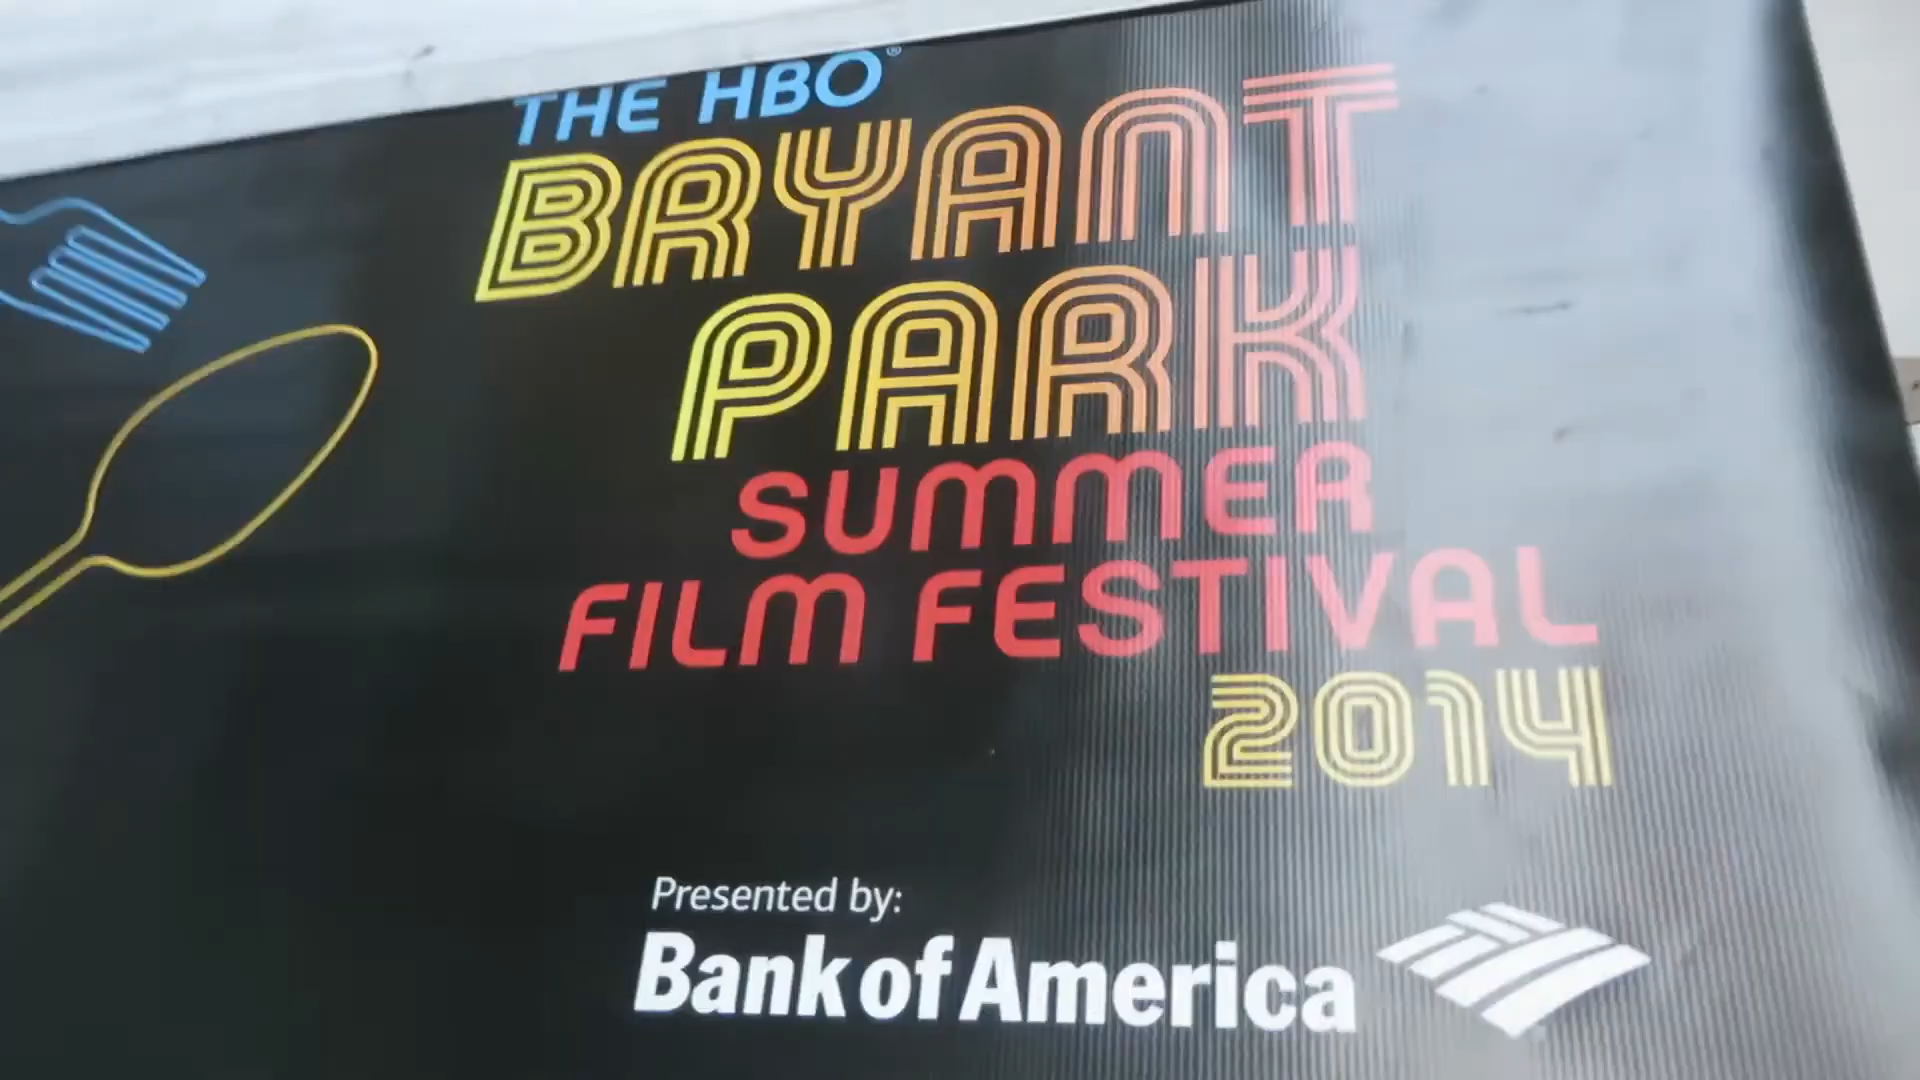 THE HBO®
BRYANT
PARK
SUMMER
FILM FESTIVAL
2014
Presented by:
Bank of America